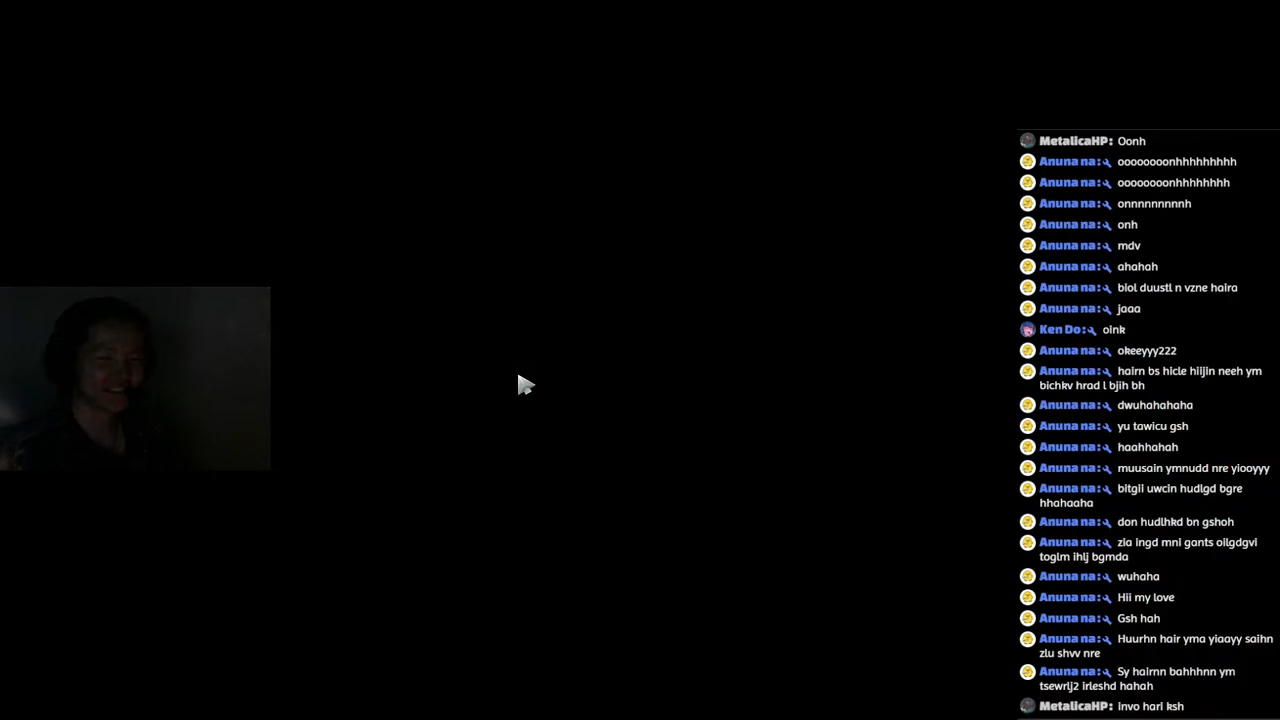 MetalicaHP: Oonh
Anuna na: oooooooonhhhhhhhhh
Anuna na: oooooooonhhhhhhhh
Anuna na: onnnnnnnnnh
Anuna na: onh
Anuna na: mdv
Anuna na: ahahah
Anuna na: biol duustl n vzne haira
Anuna na: jaaa
Ken Do: oink
Anuna na: okeeyyy222
Anuna na: hairn bs hicle hiijin neeh ym
bichkv hrad l bjih bh
Anuna na: dwuhahahaha
Anuna na: yu tawicu gsh
Anuna na: haahhahah
Anuna na: muusain ymnudd nre yiooyyy
Anuna na: bitgii uwcin hudlgd bgre
hhahaaha
Anuna na: don hudlhkd bn gshoh
Anuna na: zia ingd mni gants oilgdgvi
toglm ihlj bgmda
Anuna na: wuhaha
Anuna na: Hii my love
Anuna na: Gsh hah
Anuna na: Huurhn hair yma yiaayy saihn
zlu shvv nre
Anuna na: Sy hairnn bahhhnn ym
tsewrlj2 irleshd hahah
MetalicaHP: invo hari ksh